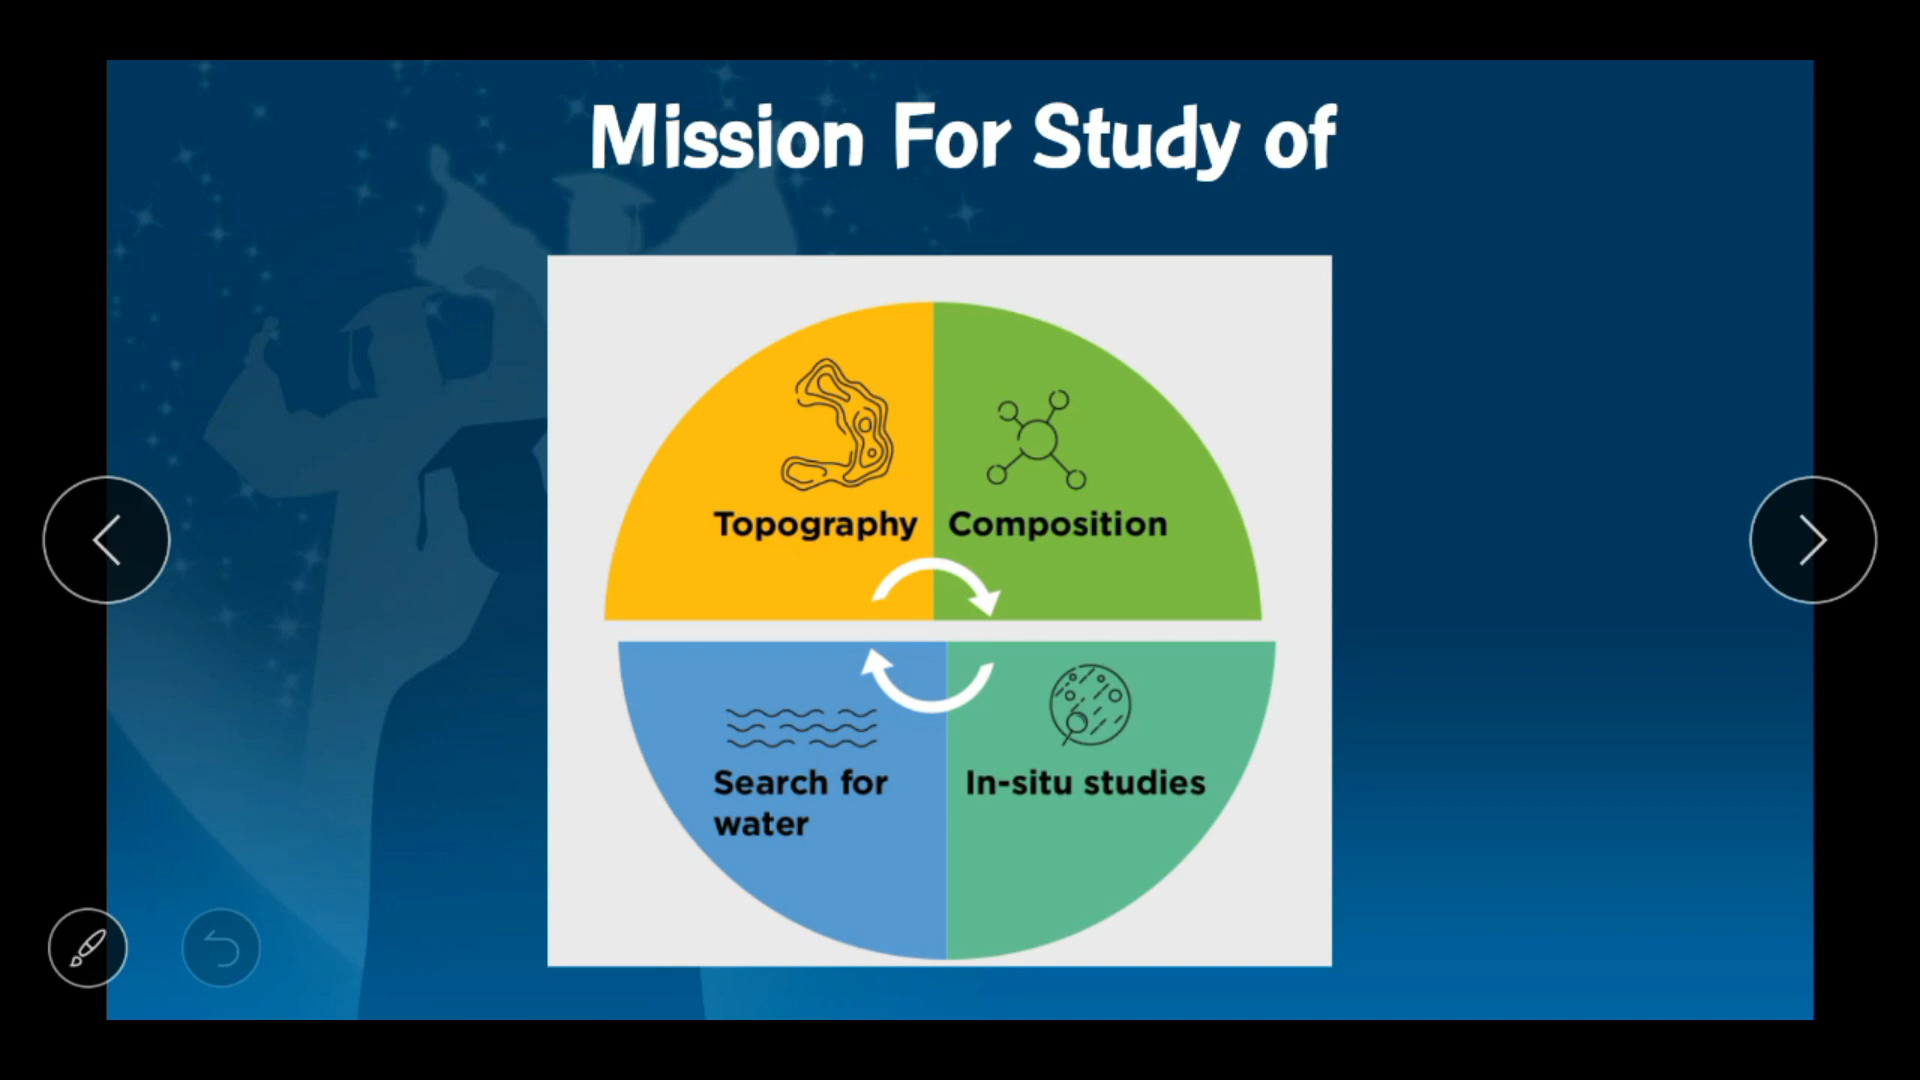 Mission For Study of
Topography
Composition
Search for
water
In-situ studies